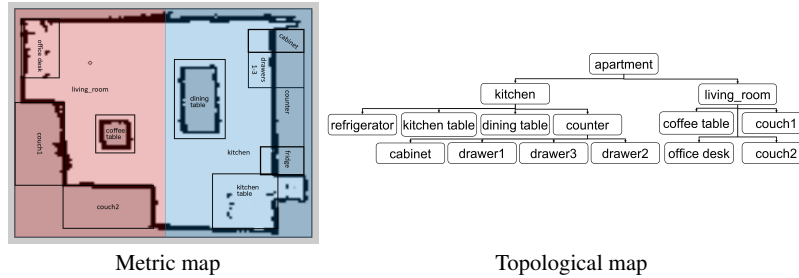 office desk
cabinet
drawers
1-3
living_room
dining
table
counter
coffee
table
couch1
kitchen
fridge
kitchen
table
couch2
Metric map
apartment
kitchen living_room
refrigerator kitchen table dining table counter coffee table couch1
cabinet drawer1 drawer3 drawer2 office desk couch2
Topological map